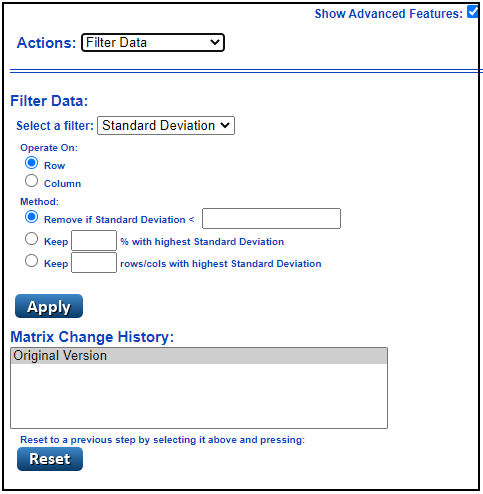 Show Advanced Features:
Actions: Filter Data
Filter Data:
Select a filter: Standard Deviation
Operate On:
Row
Column
Method:
Remove if Standard Deviation <
Keep % with highest Standard Deviation
Keep rows/cols with highest Standard Deviation
Apply
Matrix Change History:
Original Version
Reset to a previous step by selecting it above and pressing:
Reset